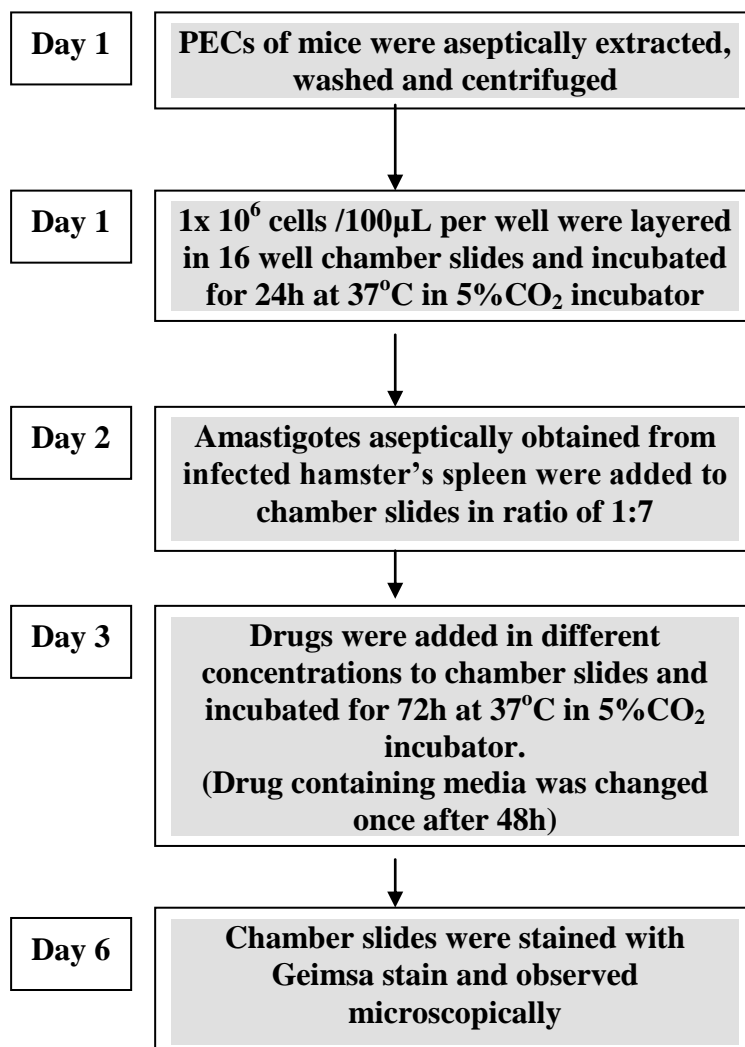 Day 1
PECs of mice were aseptically extracted,
washed and centrifuged
Day 1
1x 10⁶ cells /100µL per well were layered
in 16 well chamber slides and incubated
for 24h at 37°C in 5%CO₂ incubator
Day 2
Amastigotes aseptically obtained from
infected hamster’s spleen were added to
chamber slides in ratio of 1:7
Day 3
Drugs were added in different
concentrations to chamber slides and
incubated for 72h at 37°C in 5%CO₂
incubator.
(Drug containing media was changed
once after 48h)
Day 6
Chamber slides were stained with
Geimsa stain and observed
microscopically